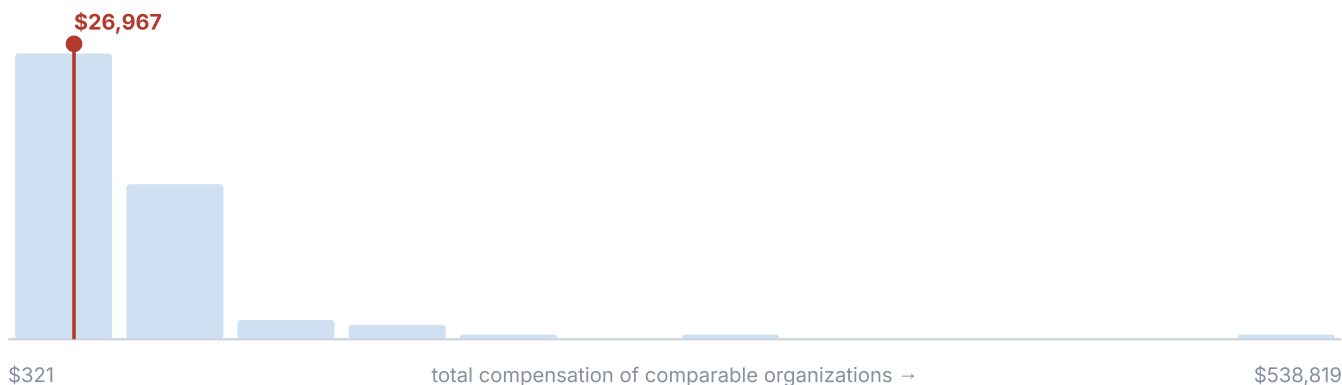 $26,967
$321
total compensation of comparable organizations →
$538,819